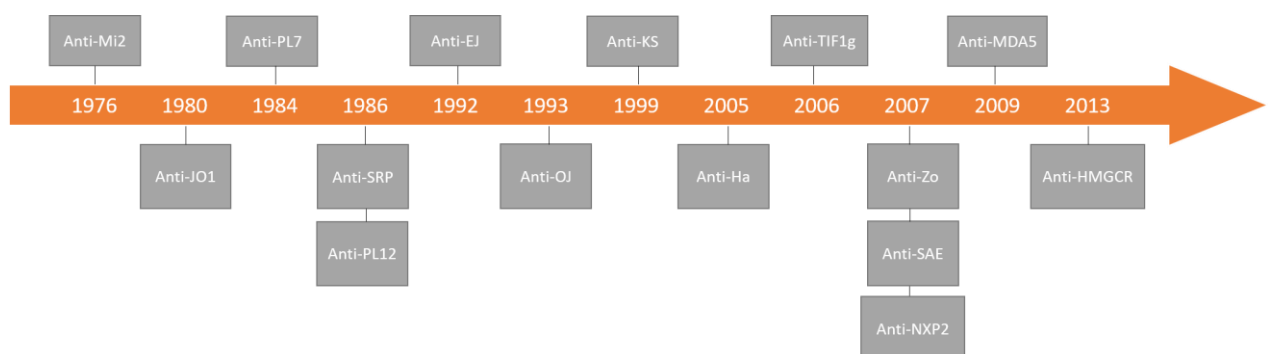 Anti-Mi2
Anti-PL7
Anti-EJ
Anti-KS
Anti-TIF1g
Anti-MDA5
1976
1980
1984
1986
1992
1993
1999
2005
2006
2007
2009
2013
Anti-JO1
Anti-SRP
Anti-OJ
Anti-Ha
Anti-Zo
Anti-HMGCR
Anti-PL12
Anti-SAE
Anti-NXP2